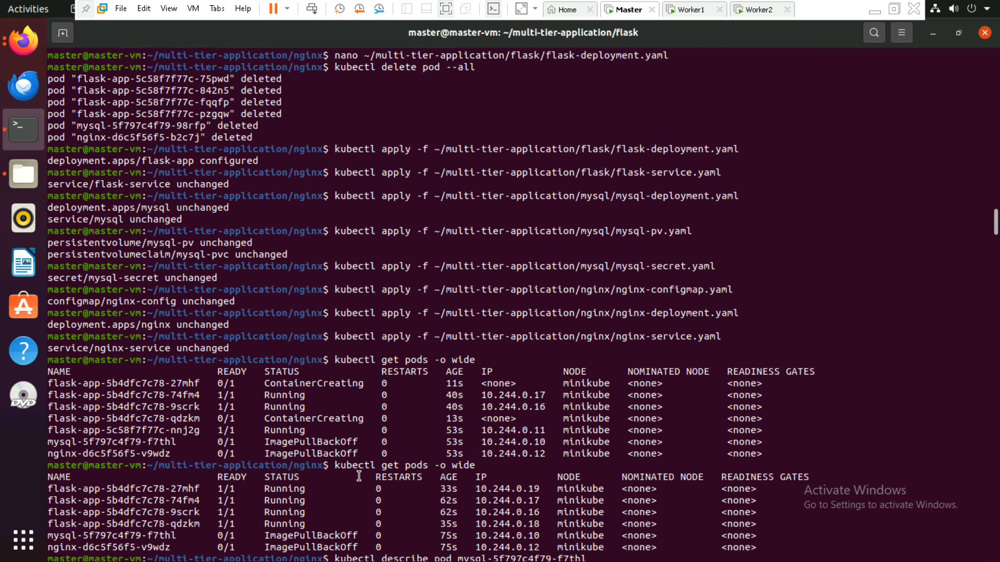 Activities
File Edit View VM Tabs Help
Home
Master
Worker1
Worker2
master@master-vm: ~/multi-tier-application/flask
master@master-vm:~/multi-tier-application/nginx$ nano ~/multi-tier-application/flask/flask-deployment.yaml
master@master-vm:~/multi-tier-application/nginx$ kubectl delete pod --all
pod "flask-app-5c58f7f77c-75pwd" deleted
pod "flask-app-5c58f7f77c-842n5" deleted
pod "flask-app-5c58f7f77c-fqqfp" deleted
pod "flask-app-5c58f7f77c-pzgqw" deleted
pod "mysql-5f797c4f79-98rfp" deleted
pod "nginx-d6c5f56f5-b2c7j" deleted
master@master-vm:~/multi-tier-application/nginx$ kubectl apply -f ~/multi-tier-application/flask/flask-deployment.yaml
deployment.apps/flask-app configured
master@master-vm:~/multi-tier-application/nginx$ kubectl apply -f ~/multi-tier-application/flask/flask-service.yaml
service/flask-service unchanged
master@master-vm:~/multi-tier-application/nginx$ kubectl apply -f ~/multi-tier-application/mysql/mysql-deployment.yaml
deployment.apps/mysql unchanged
service/mysql unchanged
master@master-vm:~/multi-tier-application/nginx$ kubectl apply -f ~/multi-tier-application/mysql/mysql-pv.yaml
persistentvolume/mysql-pv unchanged
persistentvolumeclaim/mysql-pvc unchanged
master@master-vm:~/multi-tier-application/nginx$ kubectl apply -f ~/multi-tier-application/mysql/mysql-secret.yaml
secret/mysql-secret unchanged
master@master-vm:~/multi-tier-application/nginx$ kubectl apply -f ~/multi-tier-application/nginx/nginx-configmap.yaml
configmap/nginx-config unchanged
master@master-vm:~/multi-tier-application/nginx$ kubectl apply -f ~/multi-tier-application/nginx/nginx-deployment.yaml
deployment.apps/nginx unchanged
master@master-vm:~/multi-tier-application/nginx$ kubectl apply -f ~/multi-tier-application/nginx/nginx-service.yaml
service/nginx-service unchanged
master@master-vm:~/multi-tier-application/nginx$ kubectl get pods -o wide
NAME READY STATUS RESTARTS AGE IP NODE NOMINATED NODE READINESS GATES
flask-app-5b4dfc7c78-27mhf 0/1 ContainerCreating 0 11s <none> minikube <none> <none>
flask-app-5b4dfc7c78-74fm4 1/1 Running 0 40s 10.244.0.17 minikube <none> <none>
flask-app-5b4dfc7c78-9scrk 1/1 Running 0 40s 10.244.0.16 minikube <none> <none>
flask-app-5b4dfc7c78-qdzkm 0/1 ContainerCreating 0 13s <none> minikube <none> <none>
flask-app-5c58f7f77c-nnj2g 1/1 Running 0 53s 10.244.0.11 minikube <none> <none>
mysql-5f797c4f79-f7thl 0/1 ImagePullBackOff 0 53s 10.244.0.10 minikube <none> <none>
nginx-d6c5f56f5-v9wdz 0/1 ImagePullBackOff 0 53s 10.244.0.12 minikube <none> <none>
master@master-vm:~/multi-tier-application/nginx$ kubectl get pods -o wide
NAME READY STATUS RESTARTS AGE IP NODE NOMINATED NODE READINESS GATES
flask-app-5b4dfc7c78-27mhf 1/1 Running 0 33s 10.244.0.19 minikube <none> <none>
flask-app-5b4dfc7c78-74fm4 1/1 Running 0 62s 10.244.0.17 minikube <none> <none>
flask-app-5b4dfc7c78-9scrk 1/1 Running 0 62s 10.244.0.16 minikube <none> <none>
flask-app-5b4dfc7c78-qdzkm 1/1 Running 0 35s 10.244.0.18 minikube <none> <none>
mysql-5f797c4f79-f7thl 0/1 ImagePullBackOff 0 75s 10.244.0.10 minikube <none> <none>
nginx-d6c5f56f5-v9wdz 0/1 ImagePullBackOff 0 75s 10.244.0.12 minikube <none> <none>
master@master-vm:~/multi-tier-application/nginx$ kubectl describe pod mysql-5f797c4f79-f7thl
Activate Windows
Go to Settings to activate Windows.
DVD